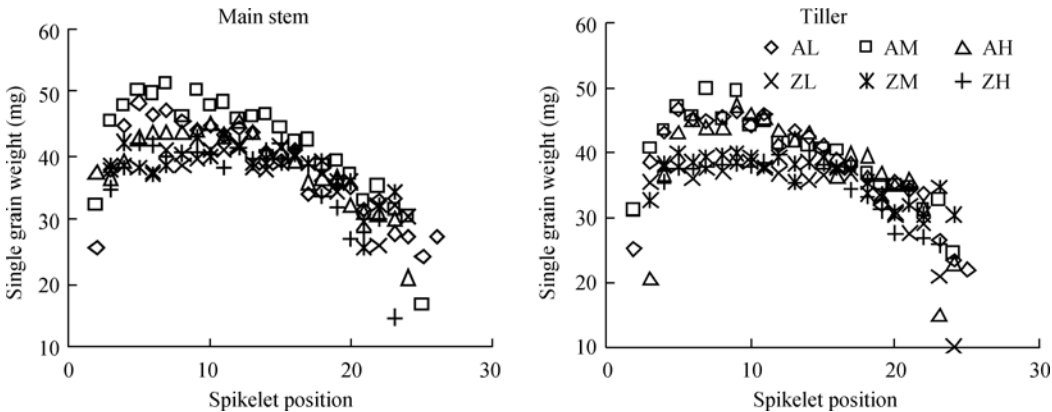 Main stem
Single grain weight (mg)
60
50
40
30
20
10
0 10 20 30
Spikelet position
Tiller
AL AM AH
ZL ZM ZH
Single grain weight (mg)
60
50
40
30
20
10
0 10 20 30
Spikelet position